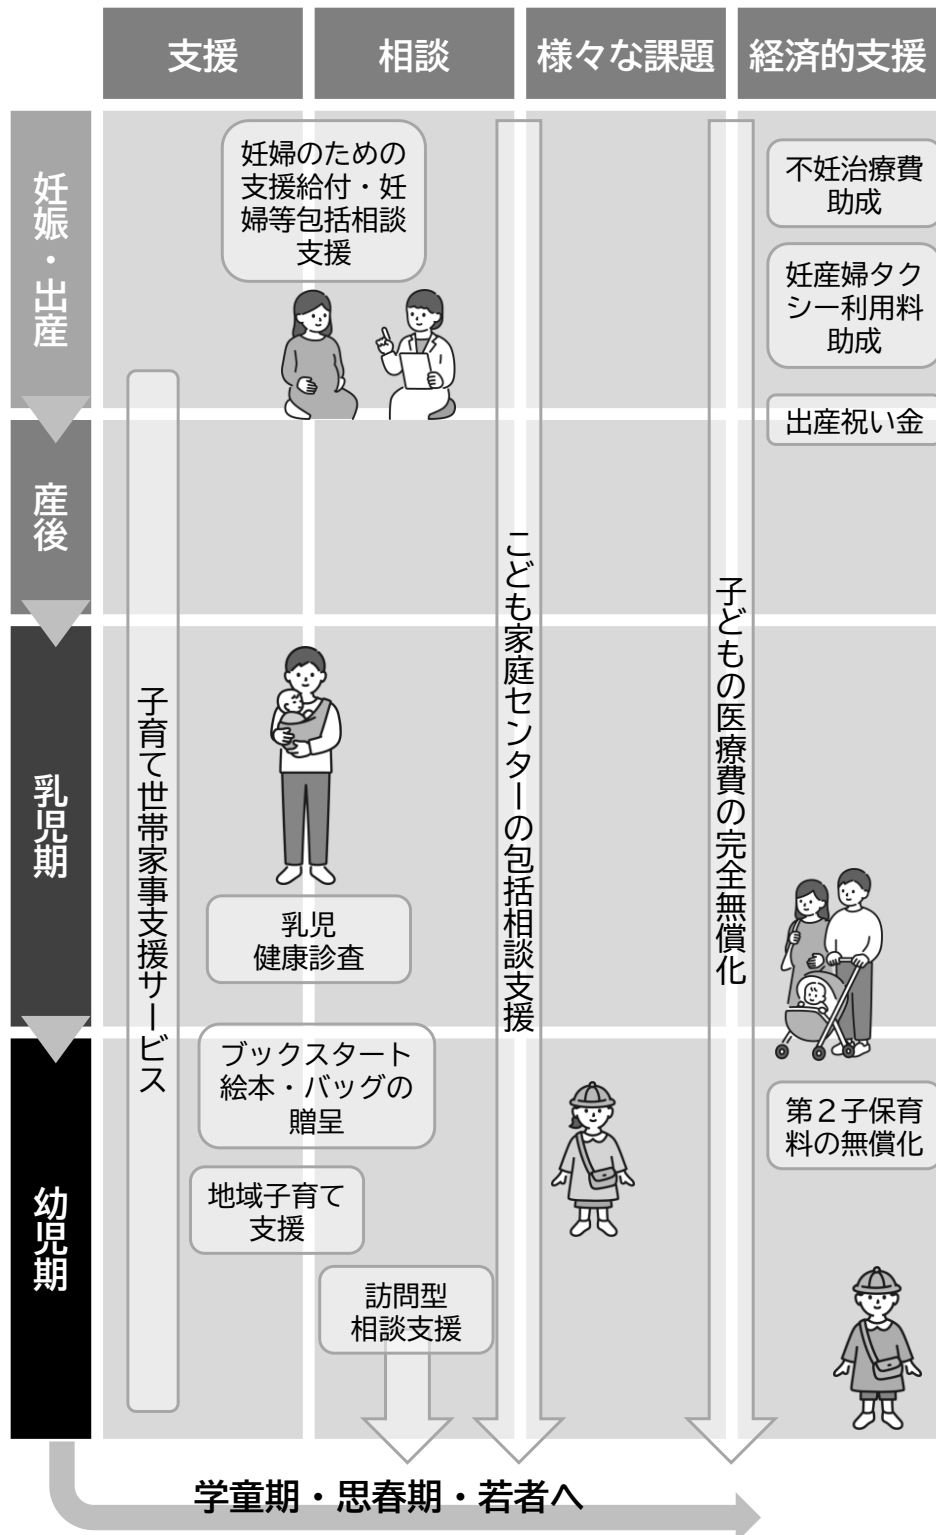 支援
相談
様々な課題
経済的支援
妊娠・出産
妊婦のための
支援給付・妊
婦等包括相談
支援
不妊治療費
助成
妊産婦タク
シー利用料
助成
出産祝い金
産後
こども家庭センターの包括相談支援
子どもの医療費の完全無償化
子育て世帯家事支援サービス
乳児期
乳児
健康診査
幼児期
ブックスタート
絵本・バッグの
贈呈
第２子保育
料の無償化
地域子育て
支援
訪問型
相談支援
学童期・思春期・若者へ